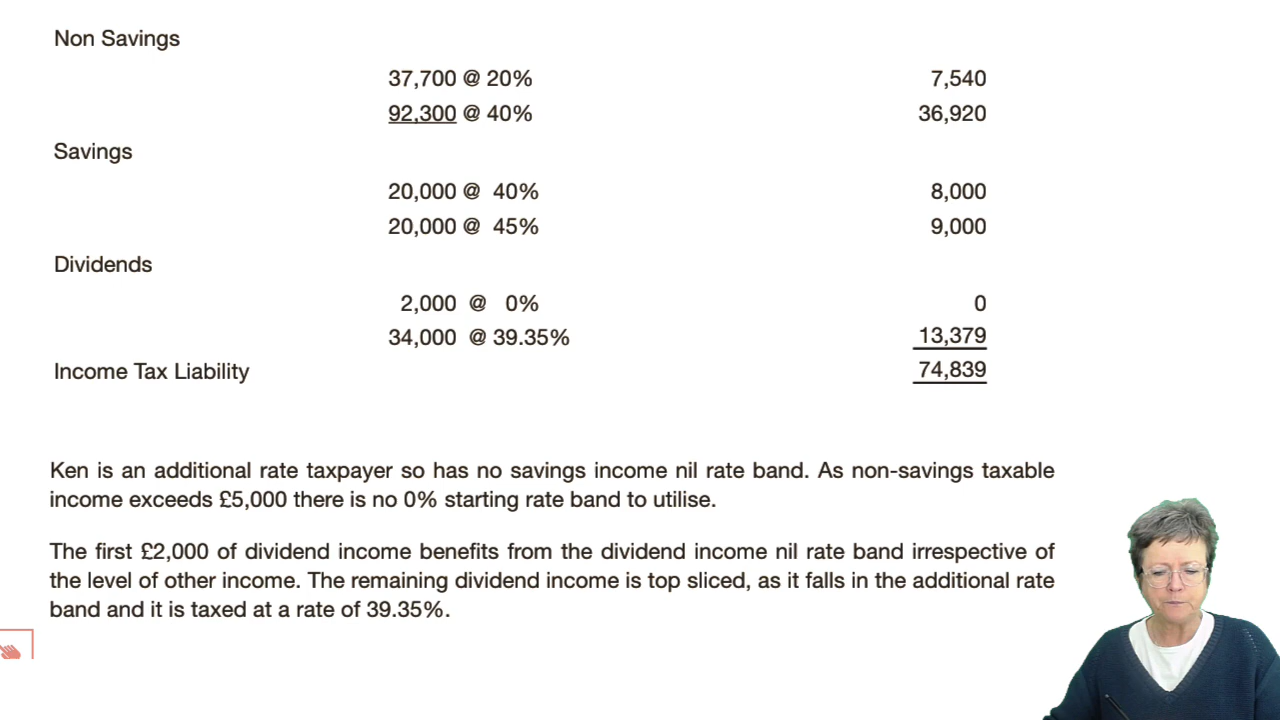 Non Savings
37,700 @ 20% 7,540
92,300 @ 40% 36,920
Savings
20,000 @ 40% 8,000
20,000 @ 45% 9,000
Dividends
2,000 @ 0% 0
34,000 @ 39.35% 13,379
Income Tax Liability 74,839
Ken is an additional rate taxpayer so has no savings income nil rate band. As non-savings taxable
income exceeds £5,000 there is no 0% starting rate band to utilise.
The first £2,000 of dividend income benefits from the dividend income nil rate band irrespective of
the level of other income. The remaining dividend income is top sliced, as it falls in the additional rate
band and it is taxed at a rate of 39.35%.